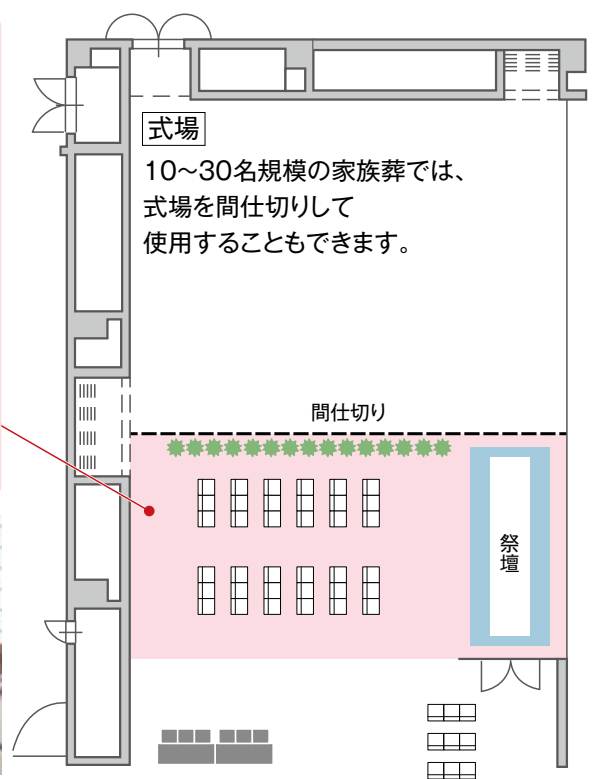 式場
10〜30名規模の家族葬では、
式場を間仕切りして
使用することもできます。
間仕切り
祭壇